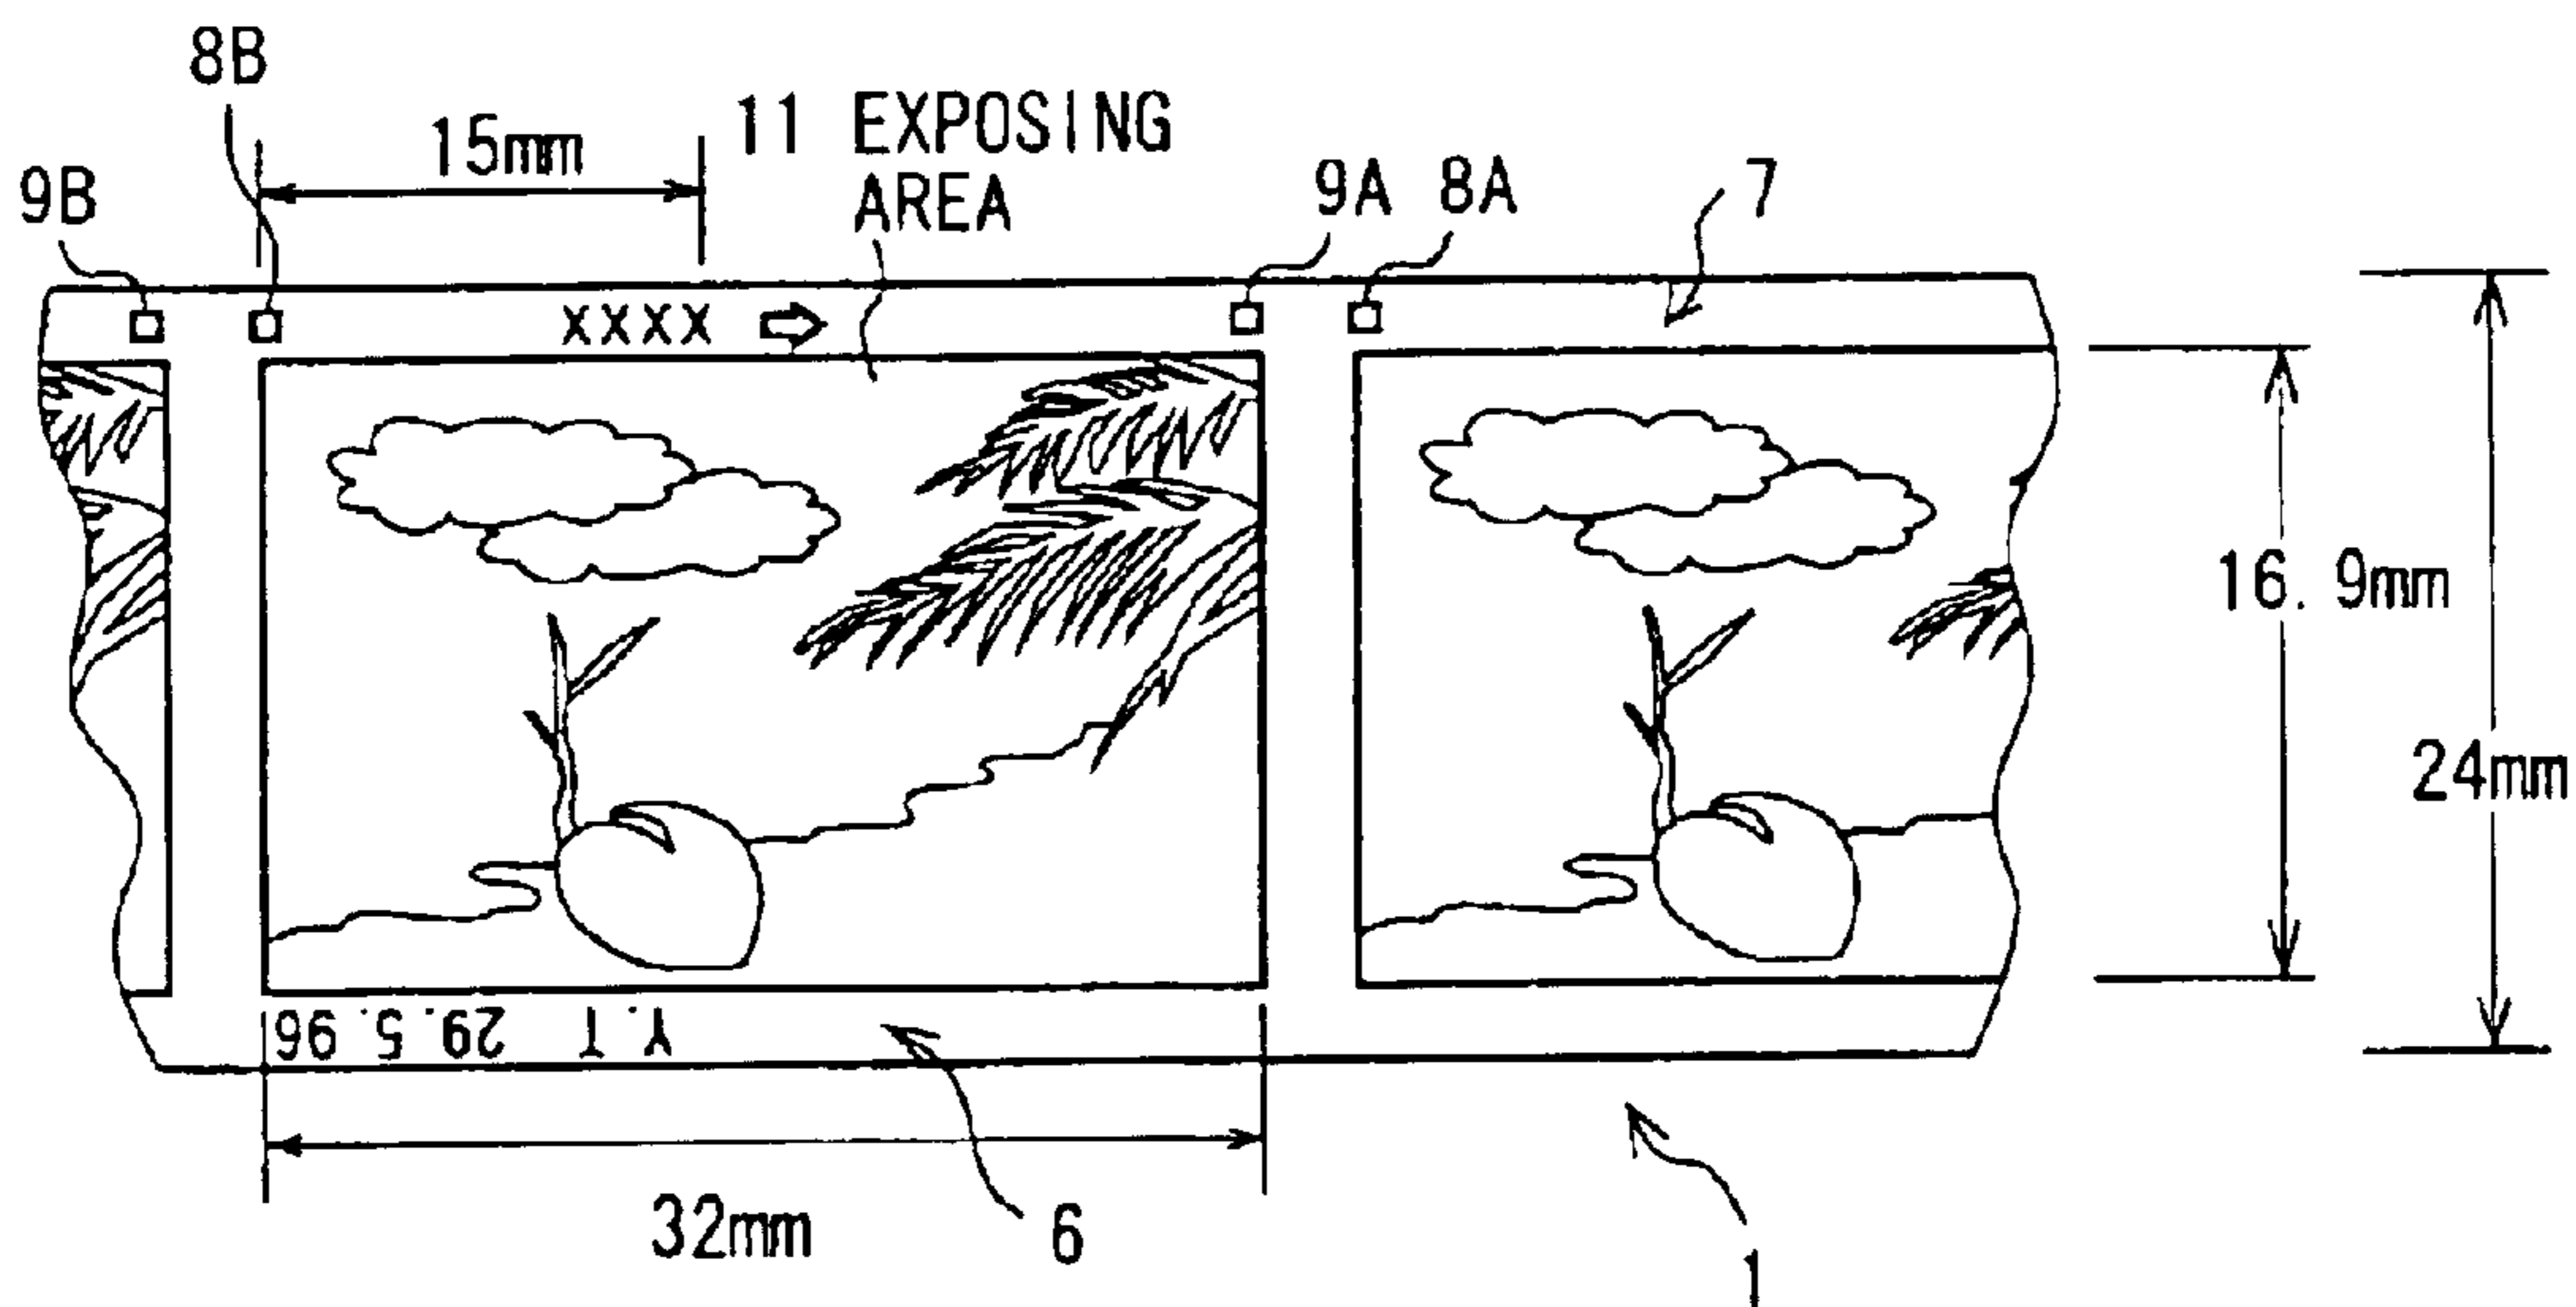 8B
15mm
11 EXPOSING
AREA
9B
9A
8A
7
XXXX
16.9mm
24mm
Y.T 29.5.96
32mm
6
1